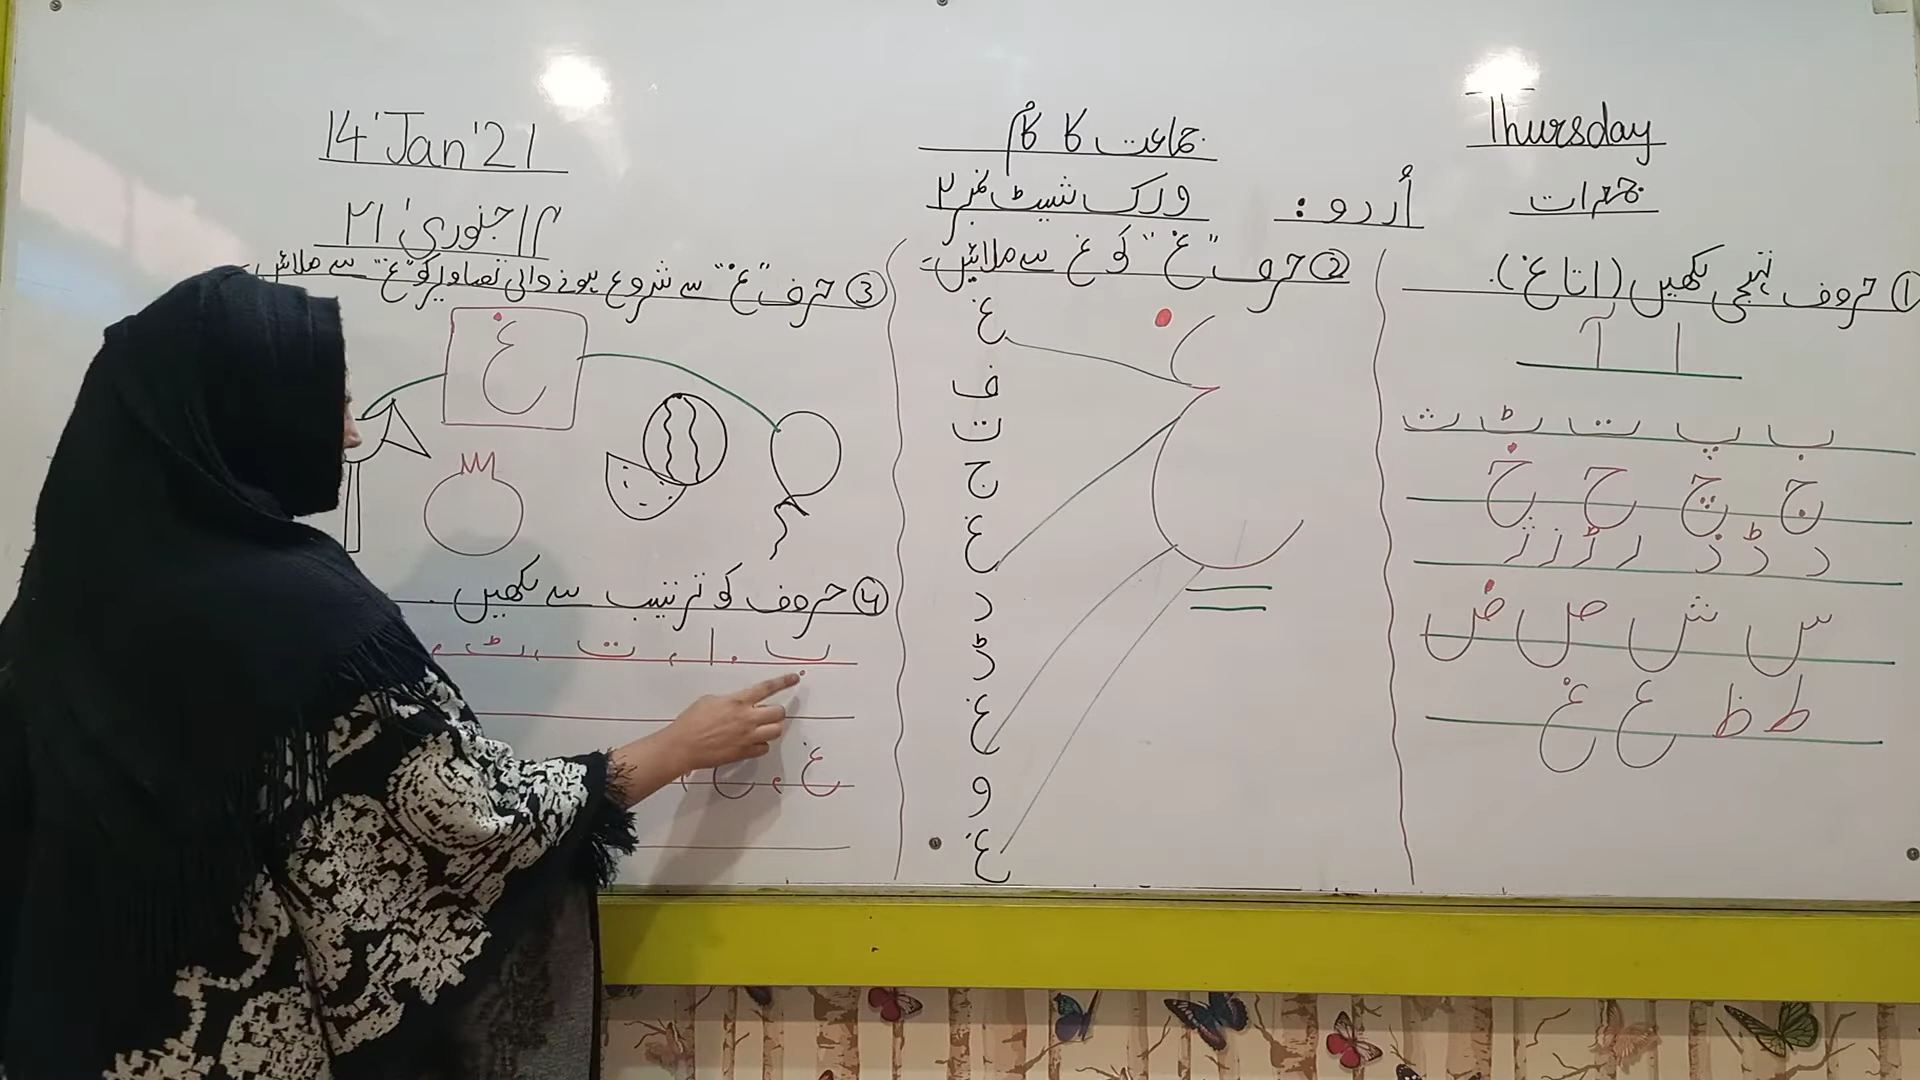 Thursday
جمعرات
جماعت کا کام
اُردو:
ورک شیٹ نمبر ۲
14 Jan '21
۱۴ جنوری ۲۱'
① حروف تہجی لکھیں (ا تا غ).
ا آ
ب پ ت ٹ ث
ج چ ح خ
د ڈ ذ ر ڑ ز ژ
س ش ص ض
ط ظ ع غ
② حروف "غ" کو غ سے ملائیں۔
غ
ف
ت
ج
غ
د
ڈ
غ
و
غ
③ حرف "غ" سے شروع ہونے والی تصاویر کو "غ" سے ملائیں۔
غ
④ حروف کو ترتیب سے لکھیں.
ب، ا، ت، ٹ،
غ،